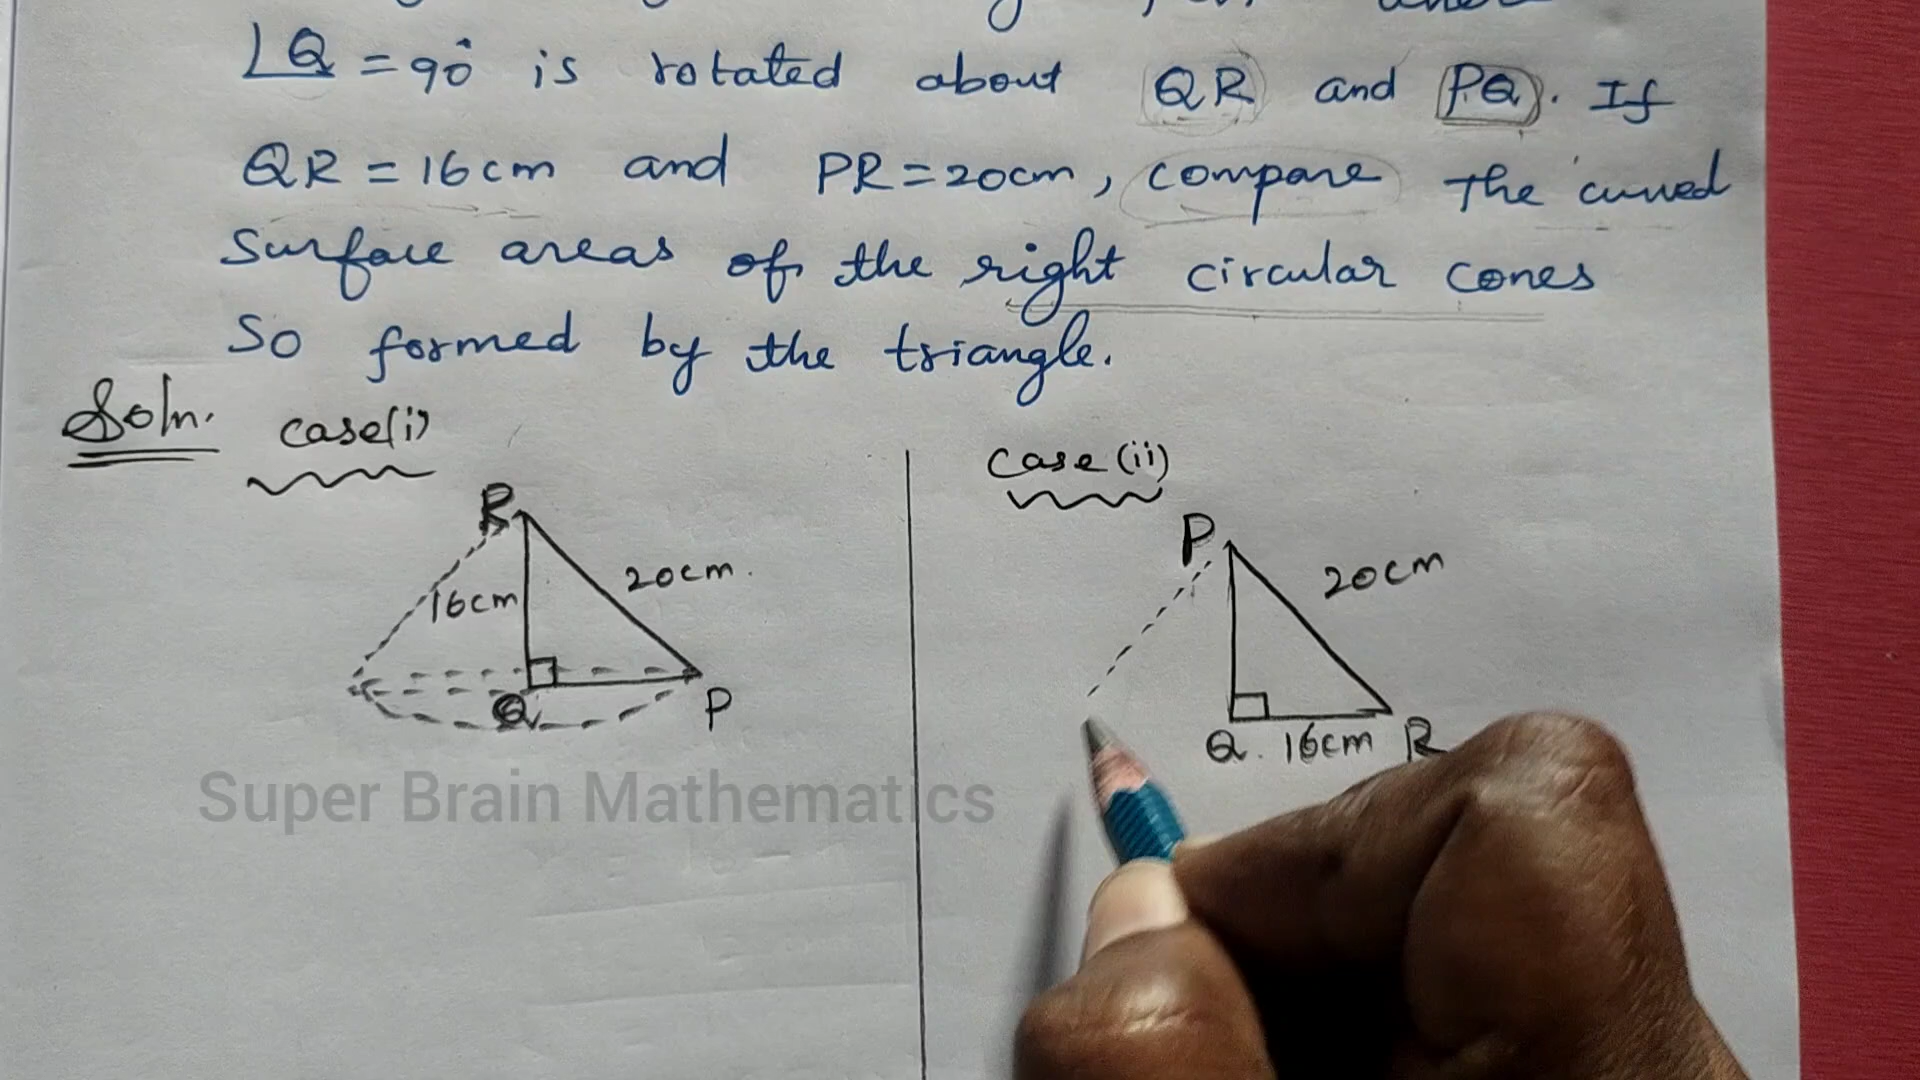 ∠Q = 90° is rotated about QR and PQ. If
QR = 16cm and PR = 20cm, compare the curved
surface areas of the right circular cones
so formed by the triangle.
Soln. case(i)
case (ii)
R
20cm.
16cm
Q
P
P
20cm
Q. 16cm R
Super Brain Mathematics